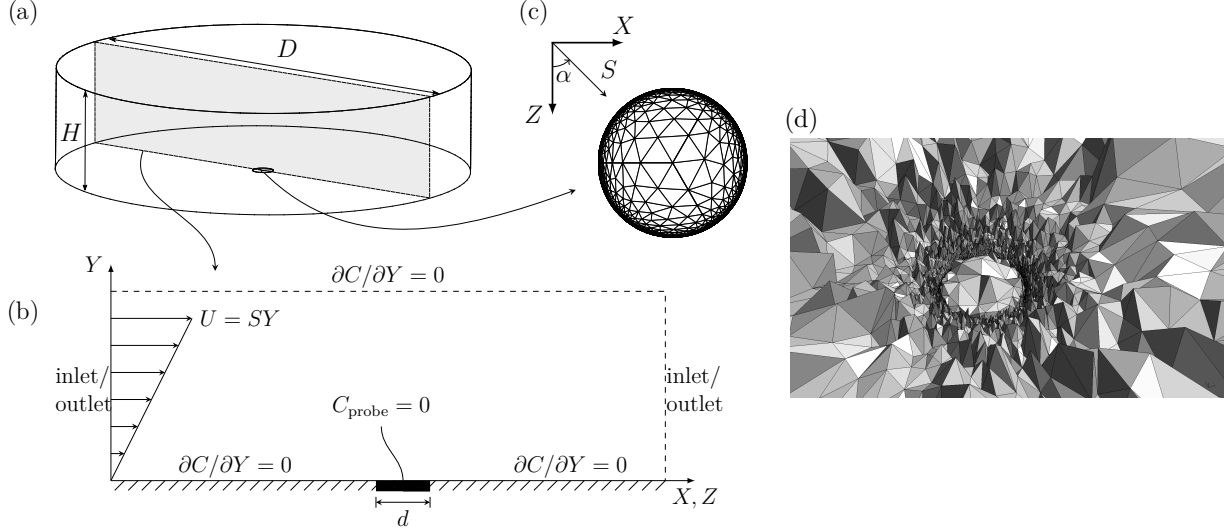 (a)
D
H
(c)
X
α
S
Z
(d)
(b)
Y
∂C/∂Y = 0
U = SY
inlet/
outlet
inlet/
outlet
C_probe = 0
∂C/∂Y = 0
∂C/∂Y = 0
X, Z
d